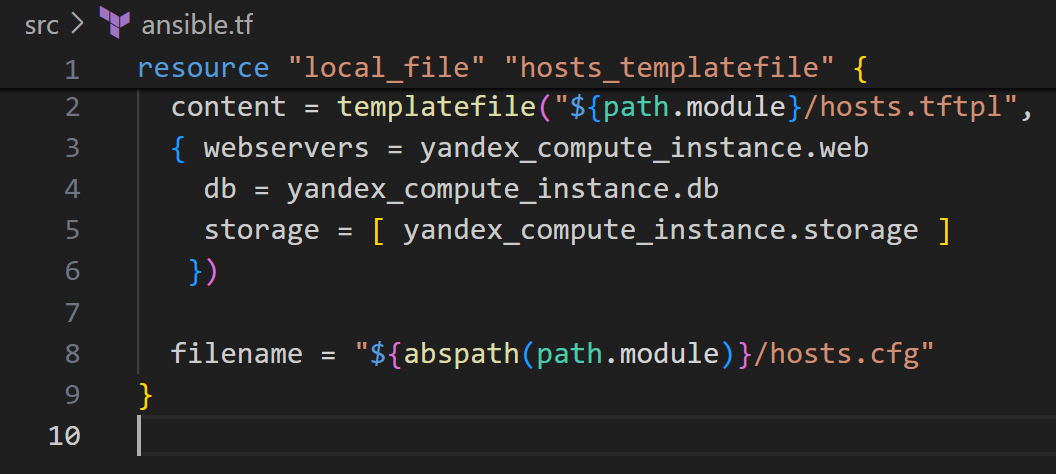 src > ansible.tf
1 resource "local_file" "hosts_templatefile" {
2 content = templatefile("${path.module}/hosts.tftpl",
3 { webservers = yandex_compute_instance.web
4 db = yandex_compute_instance.db
5 storage = [ yandex_compute_instance.storage ]
6 })
7
8 filename = "${abspath(path.module)}/hosts.cfg"
9 }
10